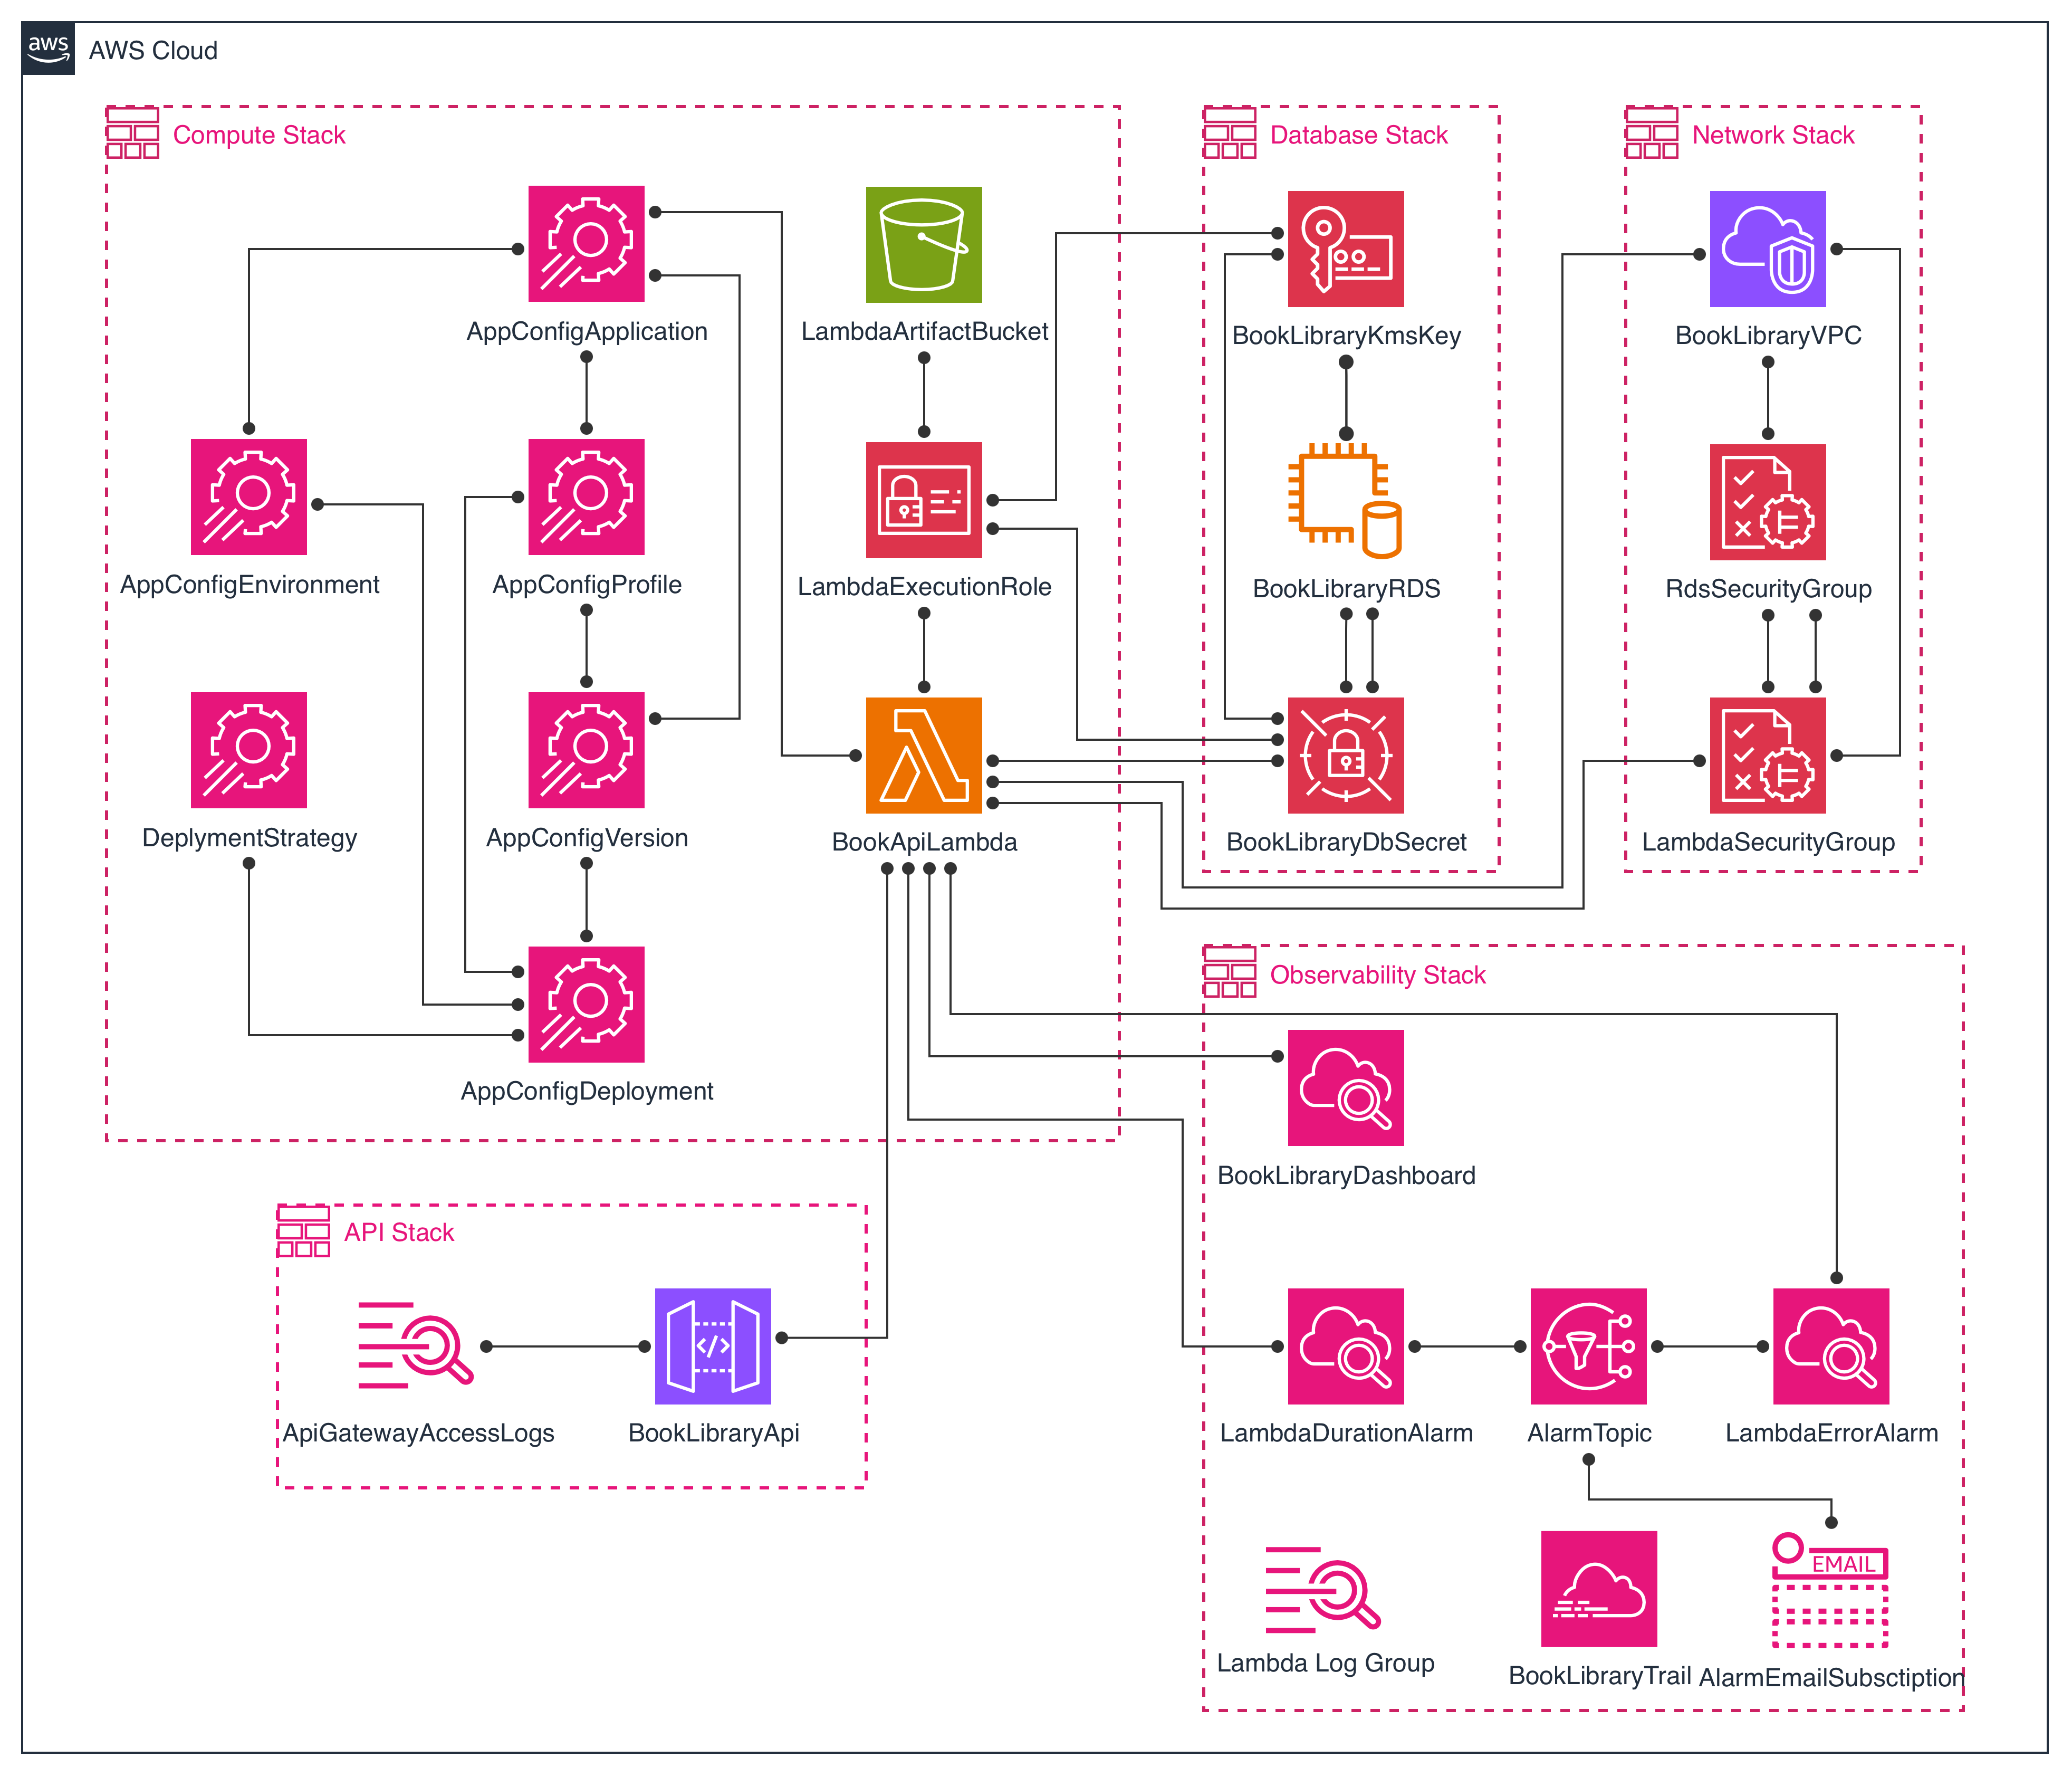 aws
AWS Cloud
Compute Stack
Database Stack
Network Stack
AppConfigApplication
LambdaArtifactBucket
BookLibraryKmsKey
BookLibraryVPC
AppConfigEnvironment
AppConfigProfile
LambdaExecutionRole
BookLibraryRDS
RdsSecurityGroup
DeplymentStrategy
AppConfigVersion
BookApiLambda
BookLibraryDbSecret
LambdaSecurityGroup
Observability Stack
AppConfigDeployment
BookLibraryDashboard
API Stack
</>
ApiGatewayAccessLogs
BookLibraryApi
LambdaDurationAlarm
AlarmTopic
LambdaErrorAlarm
EMAIL
Lambda Log Group
BookLibraryTrail
AlarmEmailSubsctiption